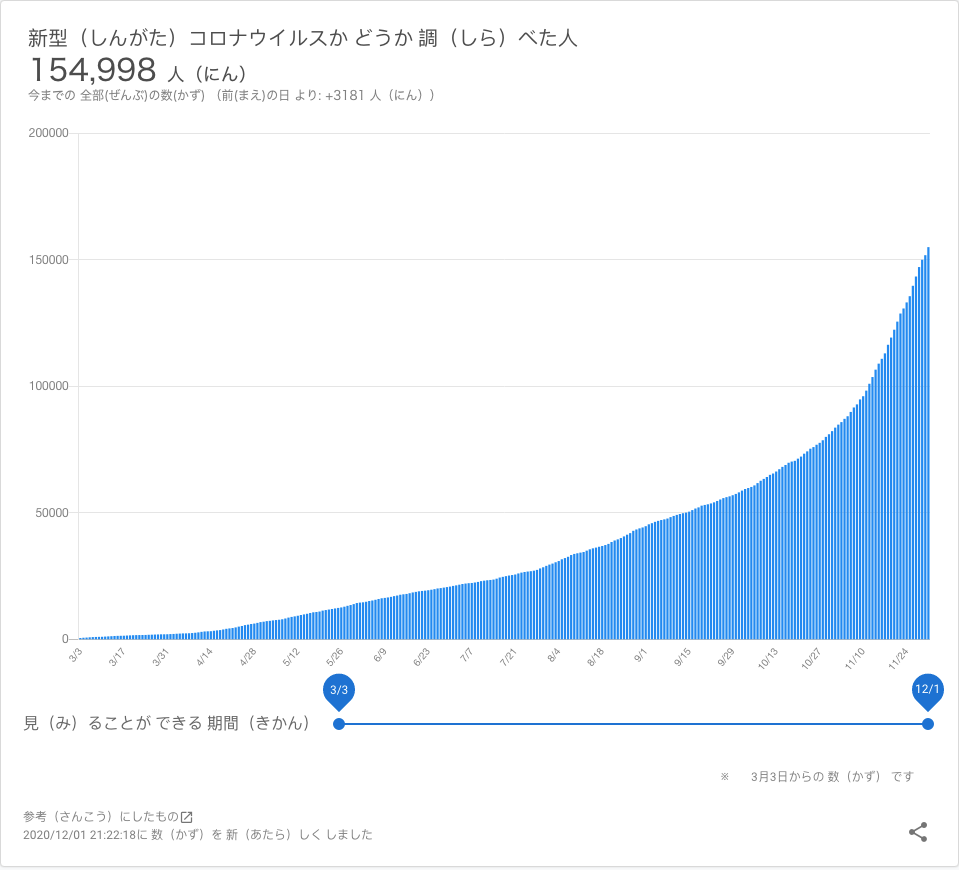 新型（しんがた）コロナウイルスか どうか 調（しら）べた人
154,998 人（にん）
今までの 全部(ぜんぶ)の数(かず) （前(まえ)の日 より: +3181 人（にん））
200000
150000
100000
50000
0
3/3 3/17 3/31 4/14 4/28 5/12 5/26 6/9 6/23 7/7 7/21 8/4 8/18 9/1 9/15 9/29 10/13 10/27 11/10 11/24
3/3 12/1
見（み）ることが できる 期間（きかん）
※ 3月3日からの 数（かず） です
参考（さんこう）にしたもの
2020/12/01 21:22:18に 数（かず）を 新（あたら）しく しました